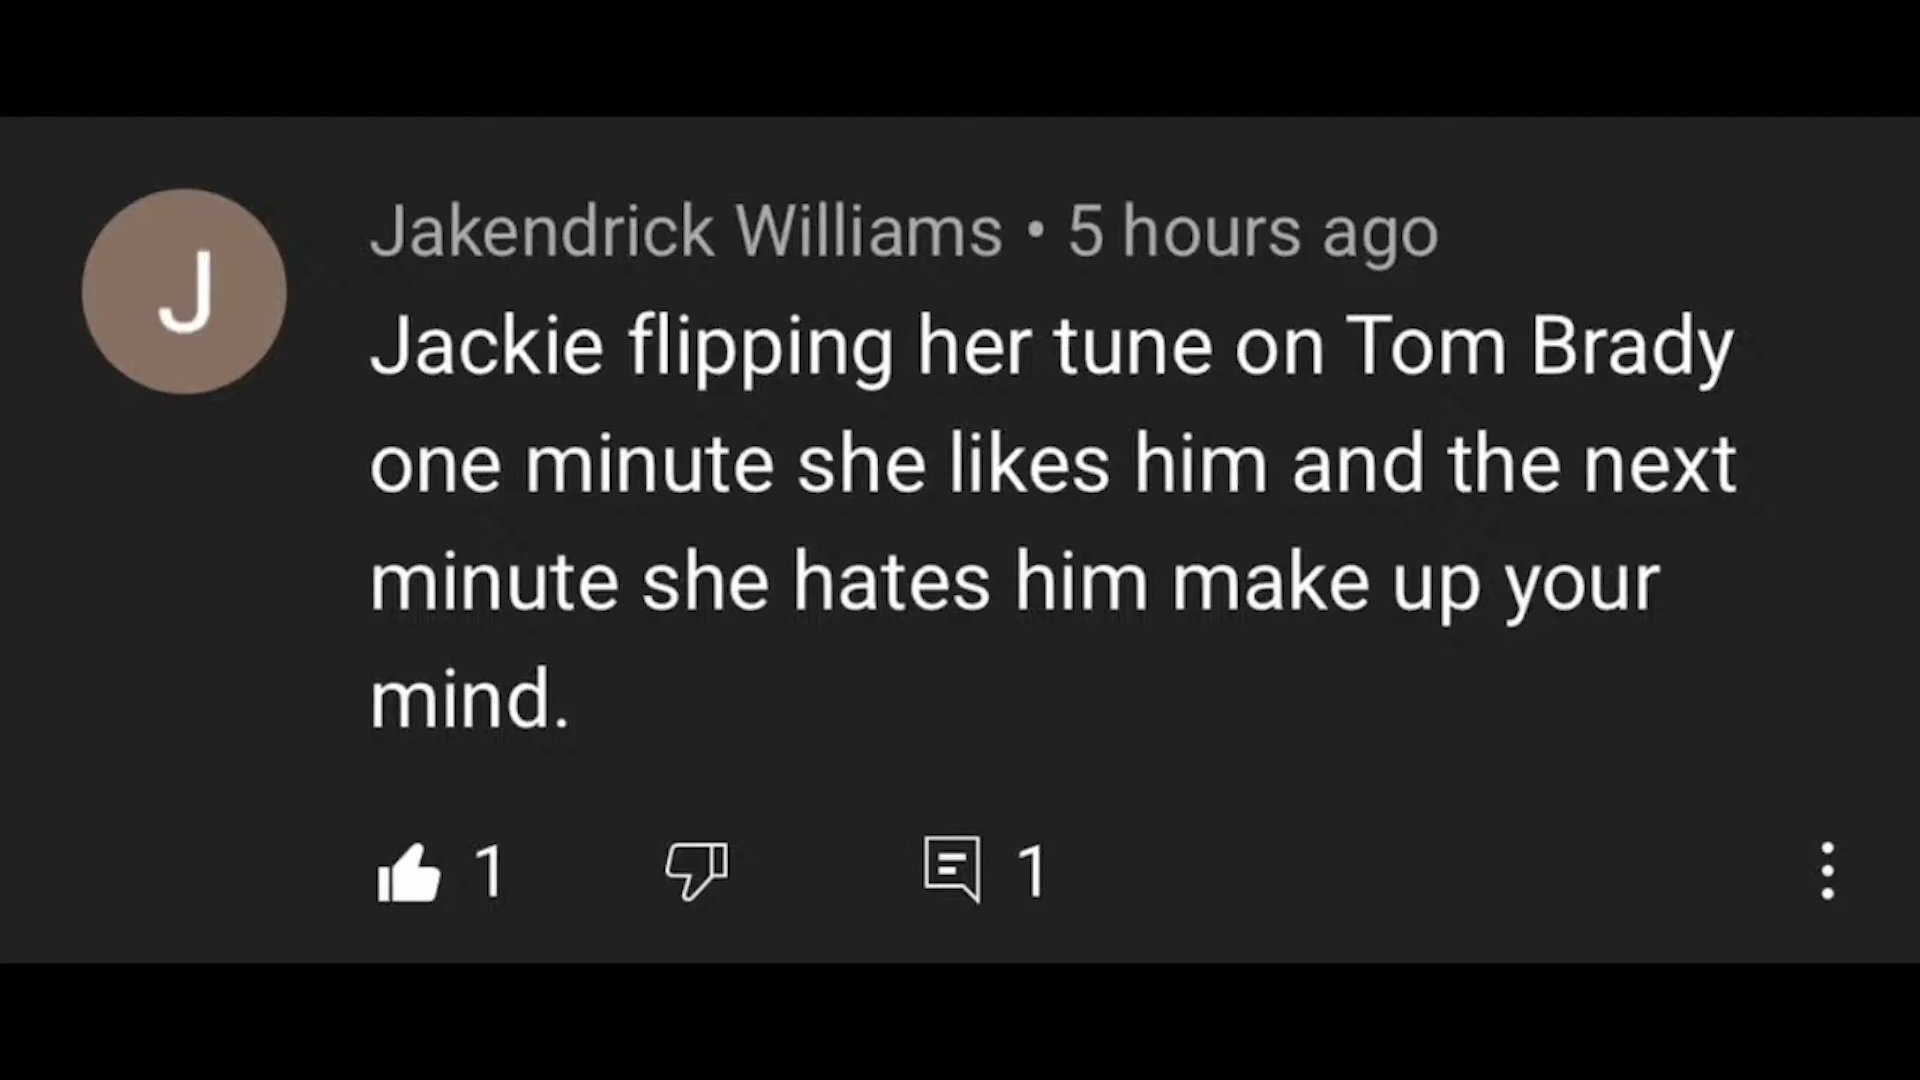 J
Jakendrick Williams • 5 hours ago
Jackie flipping her tune on Tom Brady
one minute she likes him and the next
minute she hates him make up your
mind.
1 1